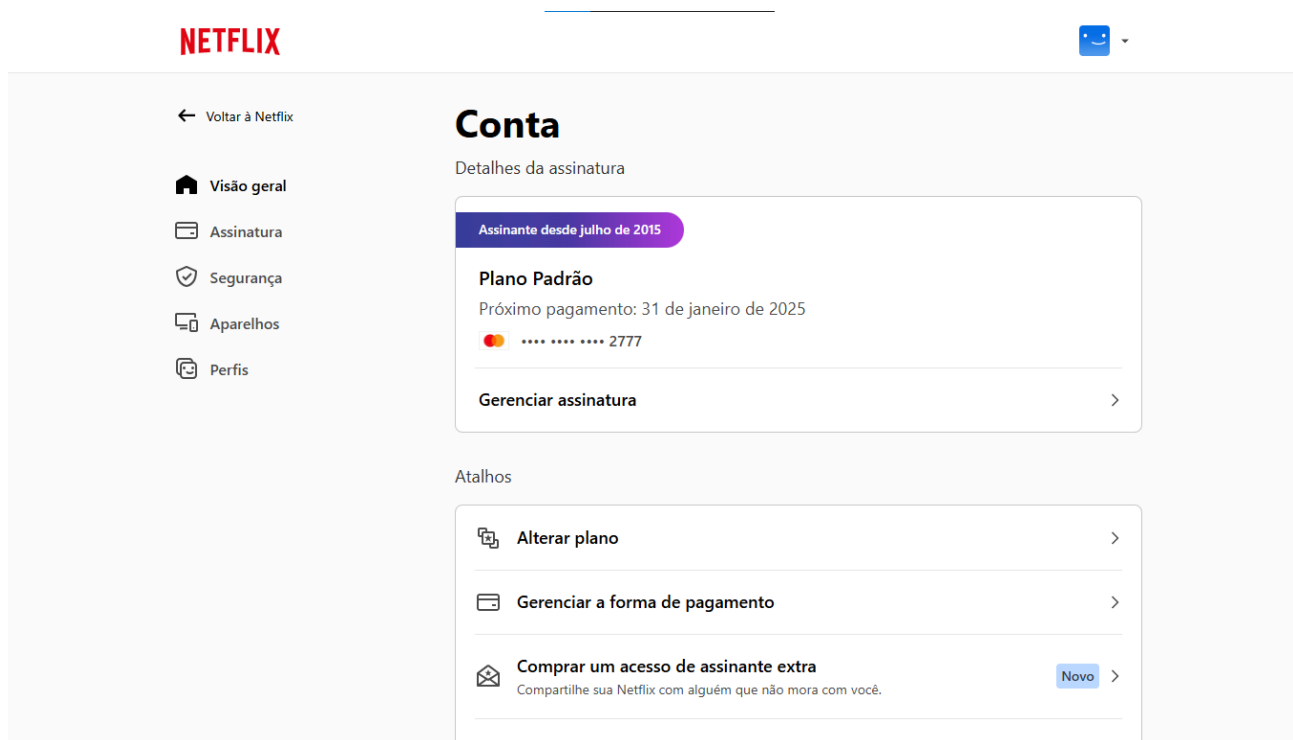 NETFLIX
Voltar à Netflix
Visão geral
Assinatura
Segurança
Aparelhos
Perfis
Conta
Detalhes da assinatura
Assinante desde julho de 2015
Plano Padrão
Próximo pagamento: 31 de janeiro de 2025
•••• •••• •••• 2777
Gerenciar assinatura
Atalhos
Alterar plano
Gerenciar a forma de pagamento
Comprar um acesso de assinante extra
Compartilhe sua Netflix com alguém que não mora com você.
Novo